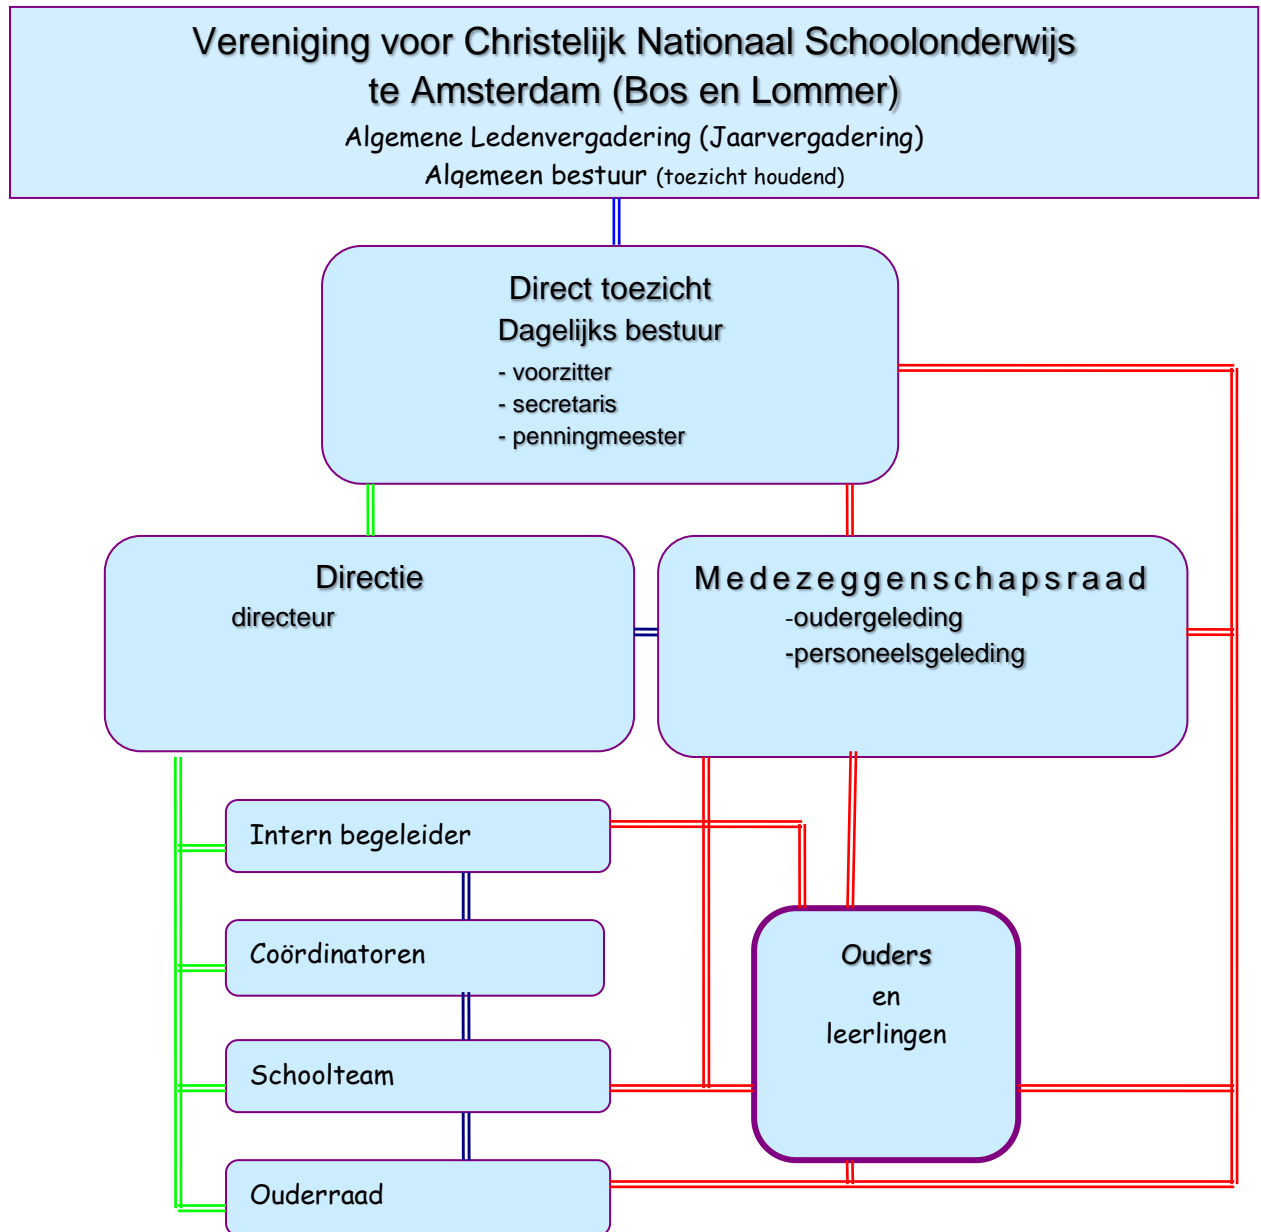 Vereniging voor Christelijk Nationaal Schoolonderwijs
te Amsterdam (Bos en Lommer)
Algemene Ledenvergadering (Jaarvergadering)
Algemeen bestuur (toezicht houdend)
Direct toezicht
Dagelijks bestuur
- voorzitter
- secretaris
- penningmeester
Directie
directeur
Medezeggenschapsraad
-oudergeleding
-personeelsgeleding
Intern begeleider
Coördinatoren
Schoolteam
Ouderraad
Ouders
en
leerlingen